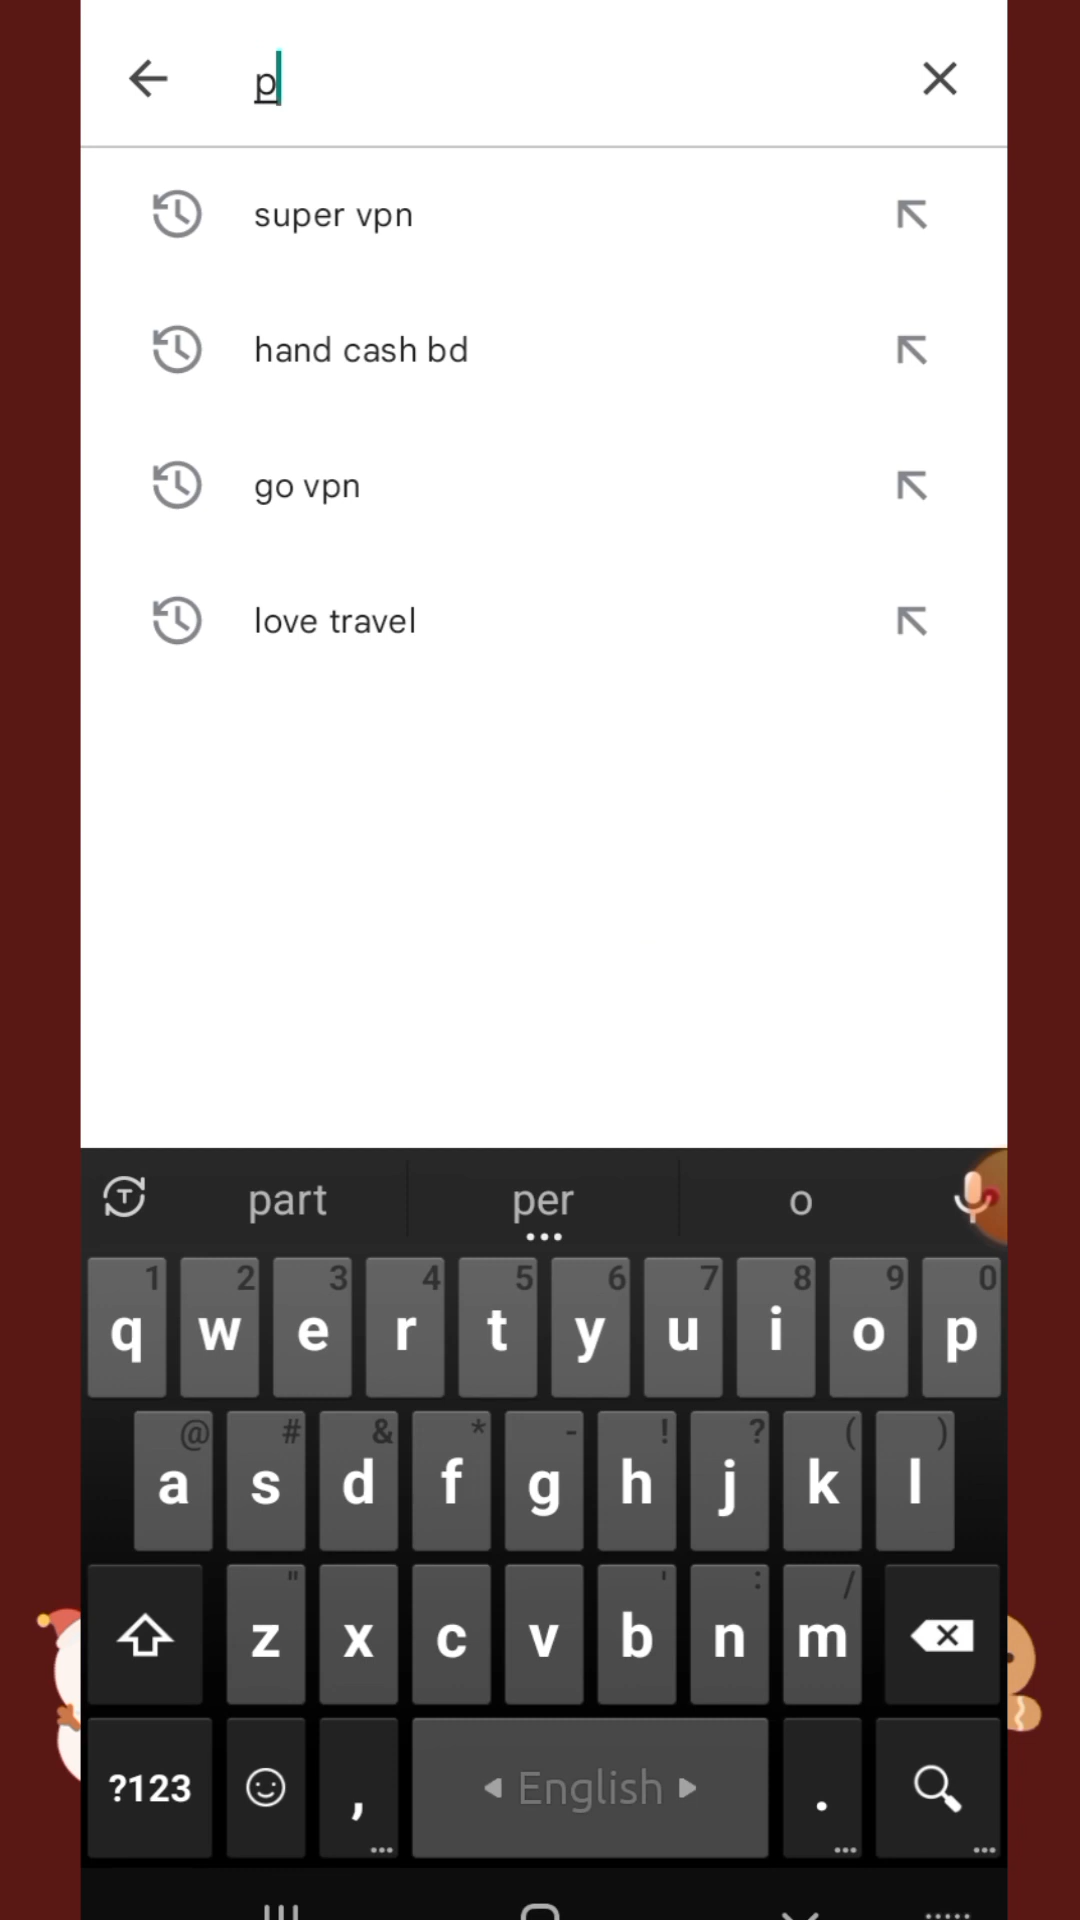 p
super vpn
hand cash bd
go vpn
love travel
part per o
1 2 3 4 5 6 7 8 9 0
q w e r t y u i o p
@ # & * - ! ? ( )
a s d f g h j k l
" ' : /
z x c v b n m
?123 , English .